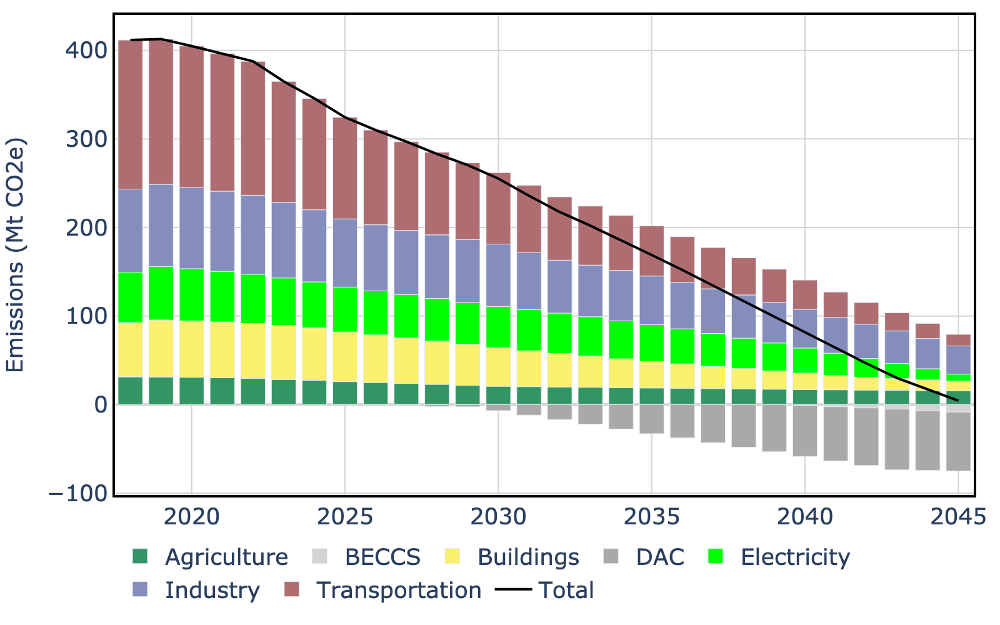 Emissions (Mt CO2e)
400
300
200
100
0
−100
2020 2025 2030 2035 2040 2045
Agriculture BECCS Buildings DAC Electricity
Industry Transportation Total